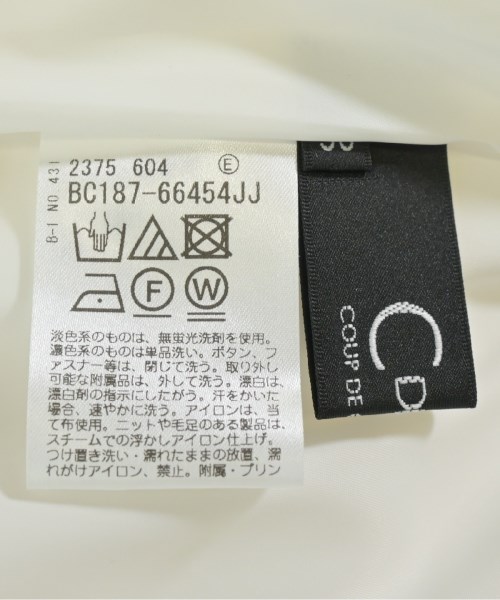 B-1 NO 431
2375 604 Ⓔ
BC187-66454JJ
F
W
淡色系のものは、無蛍光洗剤を使用。
濃色系のものは単品洗い。ボタン、フ
ァスナー等は、閉じて洗う。取り外し
可能な附属品は、外して洗う。漂白は、
漂白剤の指示にしたがう。汗をかいた
場合、速やかに洗う。アイロンは、当
て布使用。ニットや毛足のある製品は、
スチームでの浮かしアイロン仕上げ。
つけ置き洗い・濡れたままの放置、濡
れがけアイロン、禁止。附属・プリン
C D
COUP DE